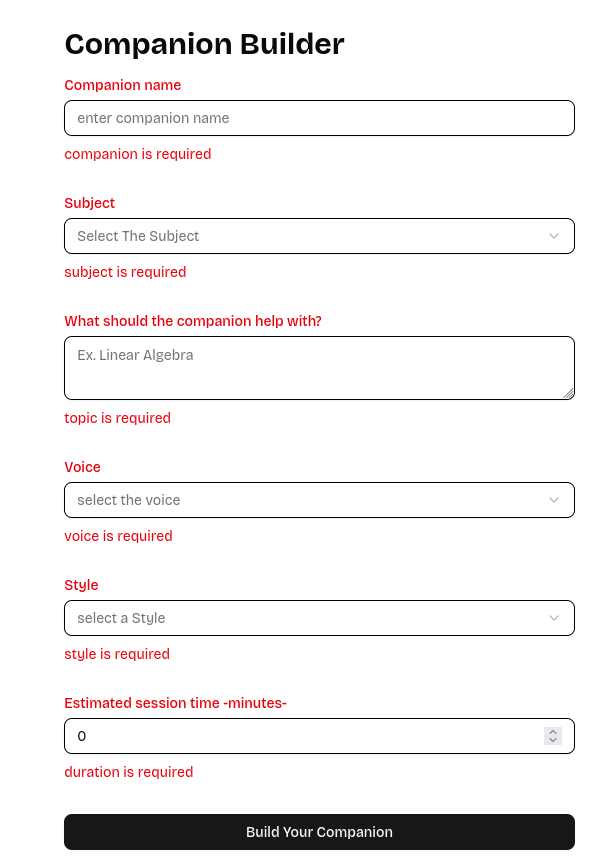 Companion Builder
Companion name
enter companion name
companion is required
Subject
Select The Subject
subject is required
What should the companion help with?
Ex. Linear Algebra
topic is required
Voice
select the voice
voice is required
Style
select a Style
style is required
Estimated session time -minutes-
0
duration is required
Build Your Companion